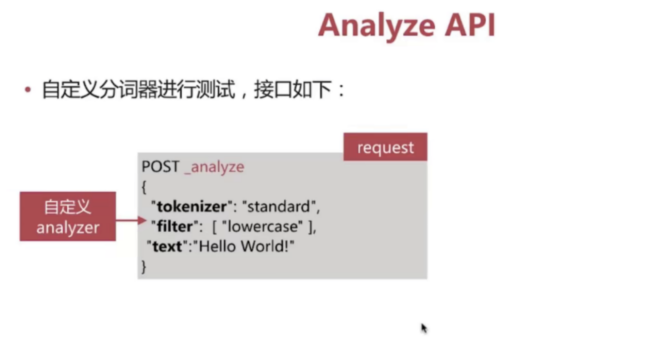 Analyze API
• 自定义分词器进行测试，接口如下：
request
POST _analyze
{
"tokenizer": "standard",
自定义
analyzer
"filter": [ "lowercase" ],
"text":"Hello World!"
}